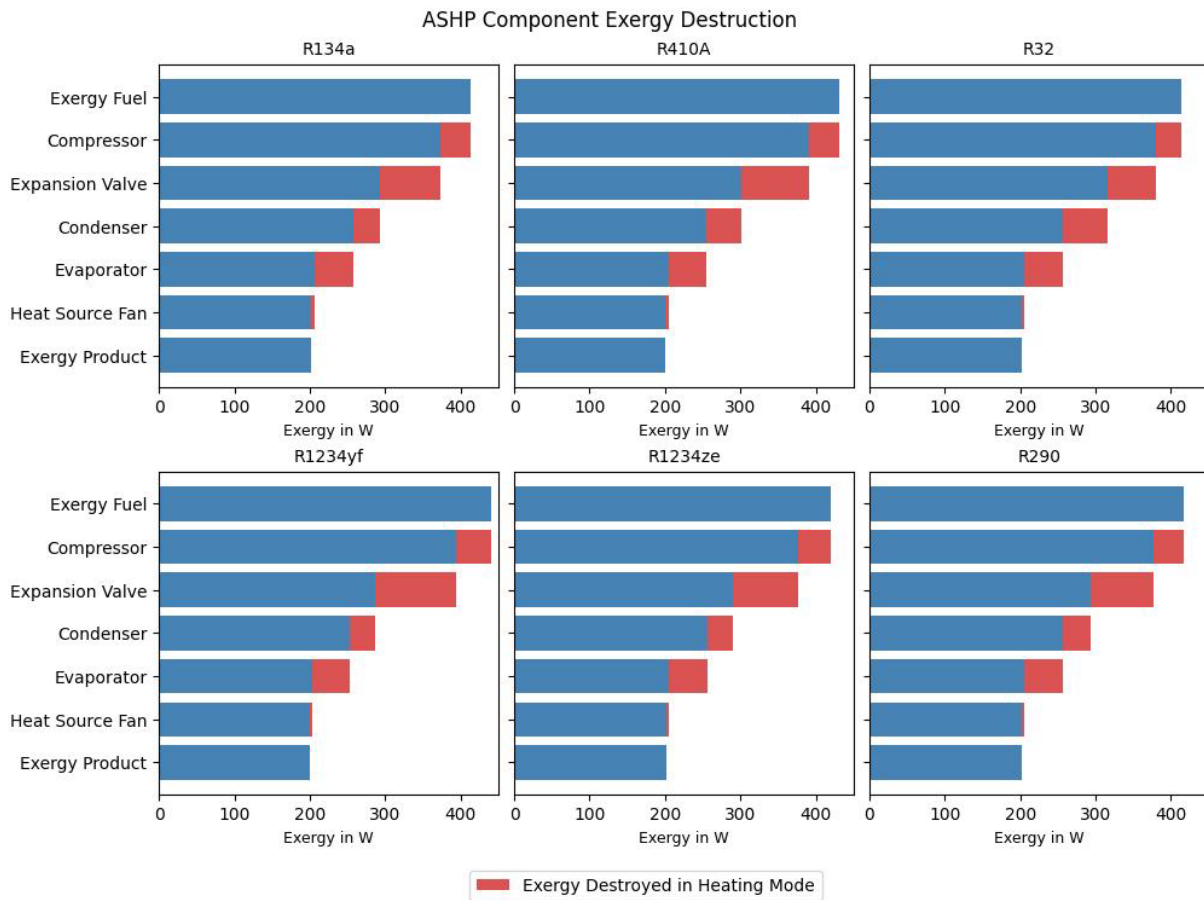 ASHP Component Exergy Destruction
R134a R410A R32
Exergy Fuel
Compressor
Expansion Valve
Condenser
Evaporator
Heat Source Fan
Exergy Product
0 100 200 300 400 0 100 200 300 400 0 100 200 300 400
Exergy in W Exergy in W Exergy in W
R1234yf R1234ze R290
Exergy Fuel
Compressor
Expansion Valve
Condenser
Evaporator
Heat Source Fan
Exergy Product
0 100 200 300 400 0 100 200 300 400 0 100 200 300 400
Exergy in W Exergy in W Exergy in W
Exergy Destroyed in Heating Mode